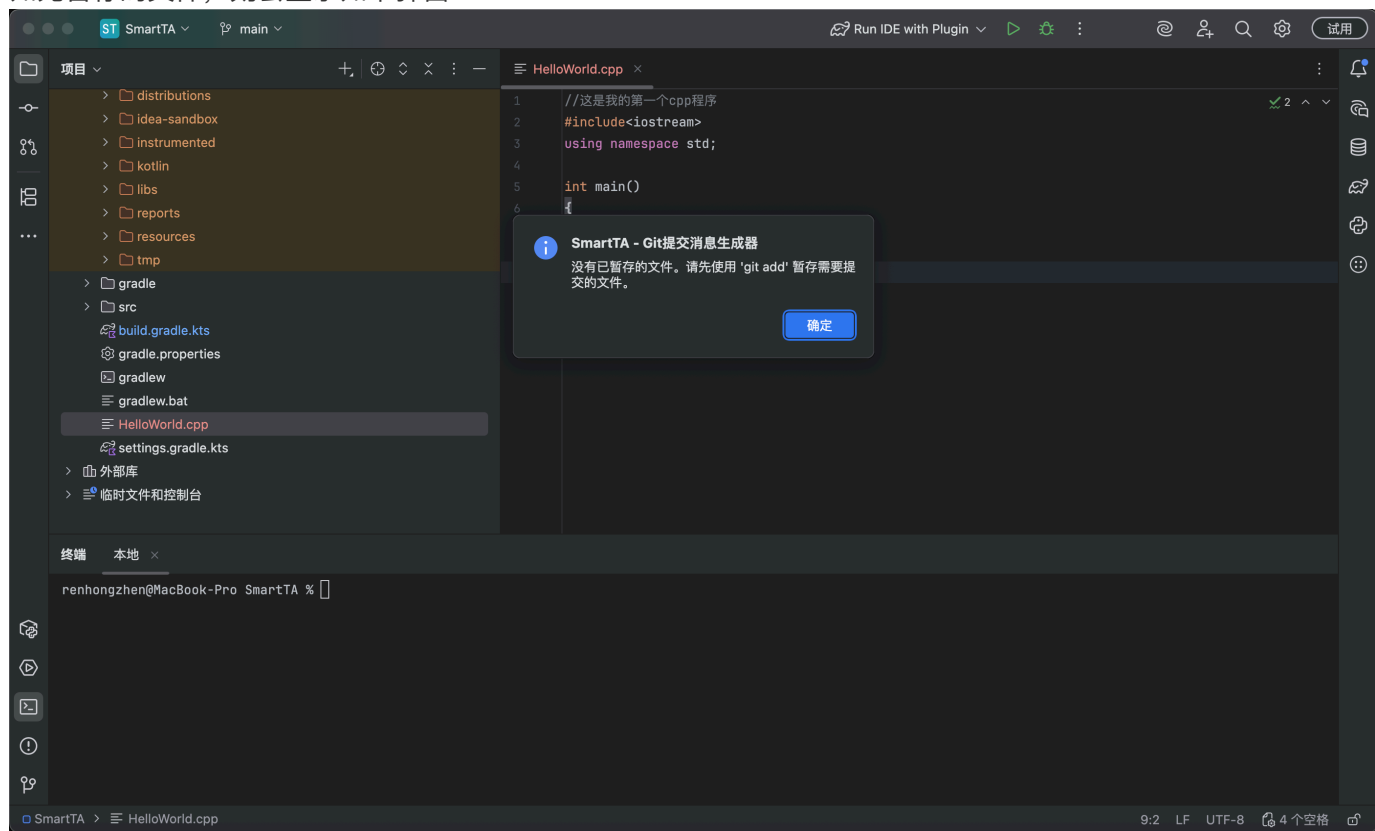 ST SmartTA main Run IDE with Plugin 试用
项目 HelloWorld.cpp
distributions
idea-sandbox
instrumented
kotlin
libs
reports
resources
tmp
gradle
src
build.gradle.kts
gradle.properties
gradlew
gradlew.bat
HelloWorld.cpp
settings.gradle.kts
外部库
临时文件和控制台
1 //这是我的第一个cpp程序
2 #include<iostream>
3 using namespace std;
4
5 int main()
6 {
2
SmartTA - Git提交消息生成器
没有已暂存的文件。请先使用 'git add' 暂存需要提
交的文件。
确定
终端 本地
renhongzhen@MacBook-Pro SmartTA %
SmartTA > HelloWorld.cpp 9:2 LF UTF-8 4 个空格